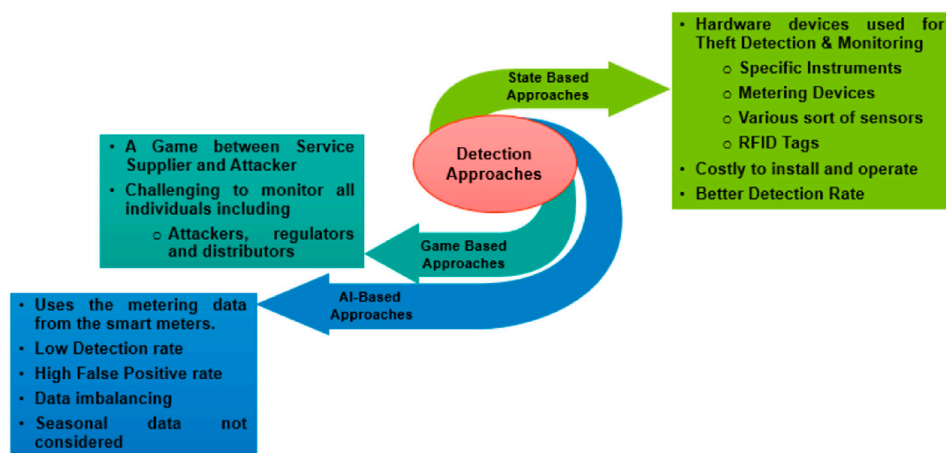 • Hardware devices used for
Theft Detection & Monitoring
o Specific Instruments
o Metering Devices
o Various sort of sensors
o RFID Tags
• Costly to install and operate
• Better Detection Rate
State Based
Approaches
Detection
Approaches
• A Game between Service
Supplier and Attacker
• Challenging to monitor all
individuals including
o Attackers, regulators
and distributors
Game Based
Approaches
AI-Based
Approaches
• Uses the metering data
from the smart meters.
• Low Detection rate
• High False Positive rate
• Data imbalancing
• Seasonal data not
considered